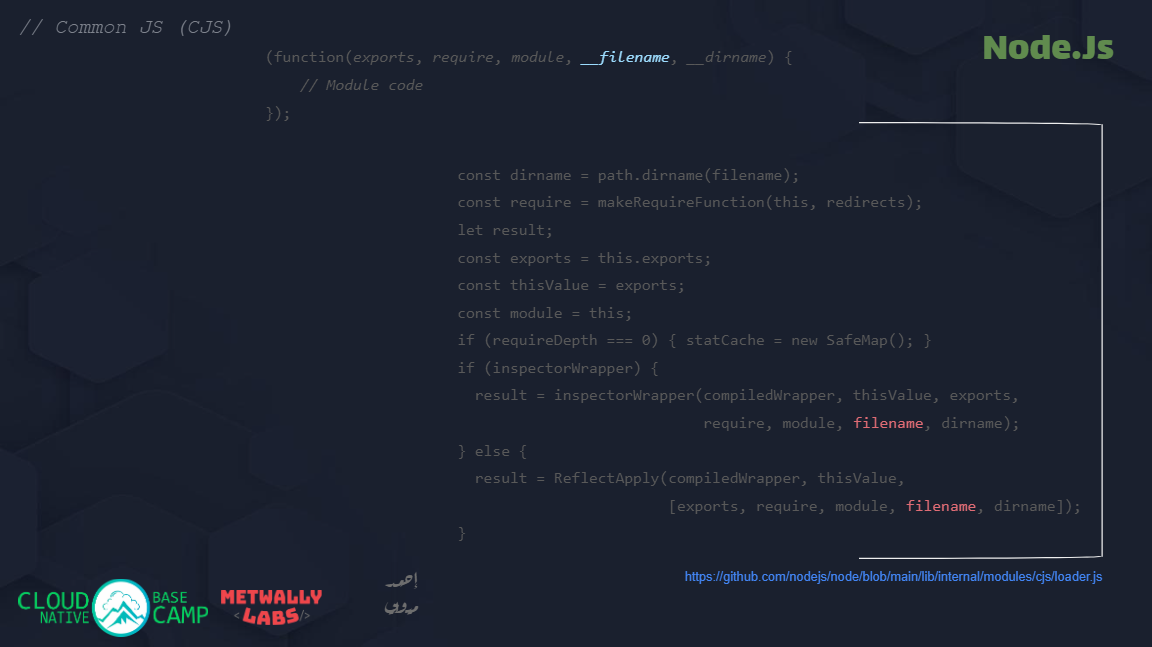 // Common JS (CJS)
Node.Js
(function(exports, require, module, __filename, __dirname) {
// Module code
});
const dirname = path.dirname(filename);
const require = makeRequireFunction(this, redirects);
let result;
const exports = this.exports;
const thisValue = exports;
const module = this;
if (requireDepth === 0) { statCache = new SafeMap(); }
if (inspectorWrapper) {
result = inspectorWrapper(compiledWrapper, thisValue, exports,
require, module, filename, dirname);
} else {
result = ReflectApply(compiledWrapper, thisValue,
[exports, require, module, filename, dirname]);
}
https://github.com/nodejs/node/blob/main/lib/internal/modules/cjs/loader.js
CLOUD NATIVE
BASE CAMP
METWALLY
<LABS/>